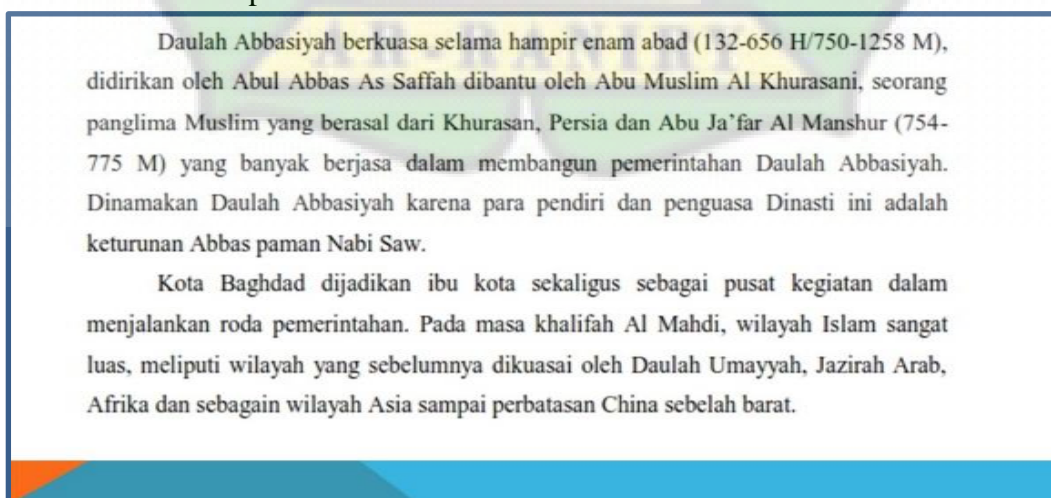 Daulah Abbasiyah berkuasa selama hampir enam abad (132-656 H/750-1258 M),
didirikan oleh Abul Abbas As Saffah dibantu oleh Abu Muslim Al Khurasani, seorang
panglima Muslim yang berasal dari Khurasan, Persia dan Abu Ja’far Al Manshur (754-
775 M) yang banyak berjasa dalam membangun pemerintahan Daulah Abbasiyah.
Dinamakan Daulah Abbasiyah karena para pendiri dan penguasa Dinasti ini adalah
keturunan Abbas paman Nabi Saw.
Kota Baghdad dijadikan ibu kota sekaligus sebagai pusat kegiatan dalam
menjalankan roda pemerintahan. Pada masa khalifah Al Mahdi, wilayah Islam sangat
luas, meliputi wilayah yang sebelumnya dikuasai oleh Daulah Umayyah, Jazirah Arab,
Afrika dan sebagain wilayah Asia sampai perbatasan China sebelah barat.